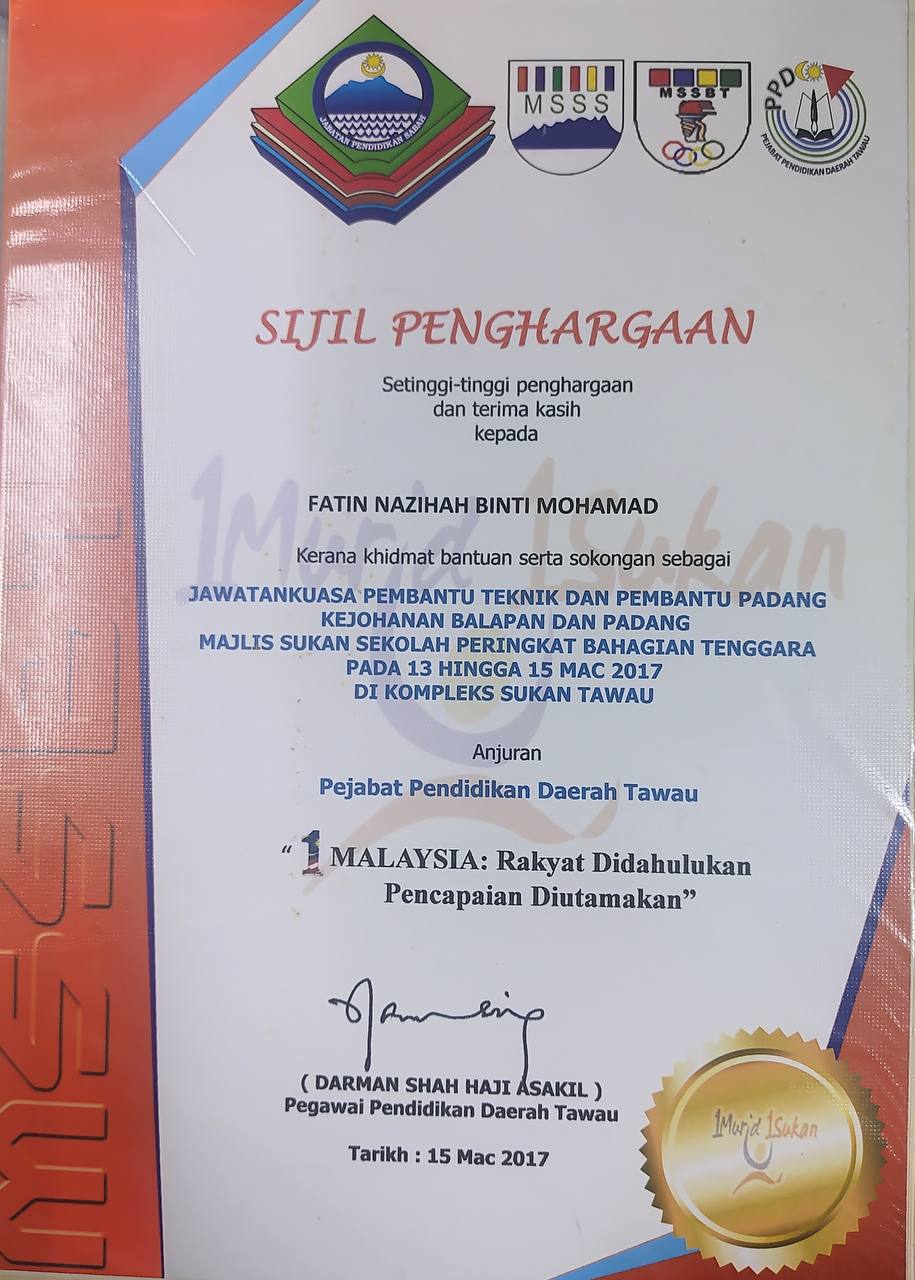 JABATAN PENDIDIKAN SABAH
MSSS
MSSBT
PPD
PEJABAT PENDIDIKAN DAERAH TAWAU
SIJIL PENGHARGAAN
Setinggi-tinggi penghargaan
dan terima kasih
kepada
1Murid 1Sukan
FATIN NAZIHAH BINTI MOHAMAD
Kerana khidmat bantuan serta sokongan sebagai
JAWATANKUASA PEMBANTU TEKNIK DAN PEMBANTU PADANG
KEJOHANAN BALAPAN DAN PADANG
MAJLIS SUKAN SEKOLAH PERINGKAT BAHAGIAN TENGGARA
PADA 13 HINGGA 15 MAC 2017
DI KOMPLEKS SUKAN TAWAU
Anjuran
Pejabat Pendidikan Daerah Tawau
“ 1 MALAYSIA: Rakyat Didahulukan
Pencapaian Diutamakan”
( DARMAN SHAH HAJI ASAKIL )
Pegawai Pendidikan Daerah Tawau
Tarikh : 15 Mac 2017
1Murid 1Sukan